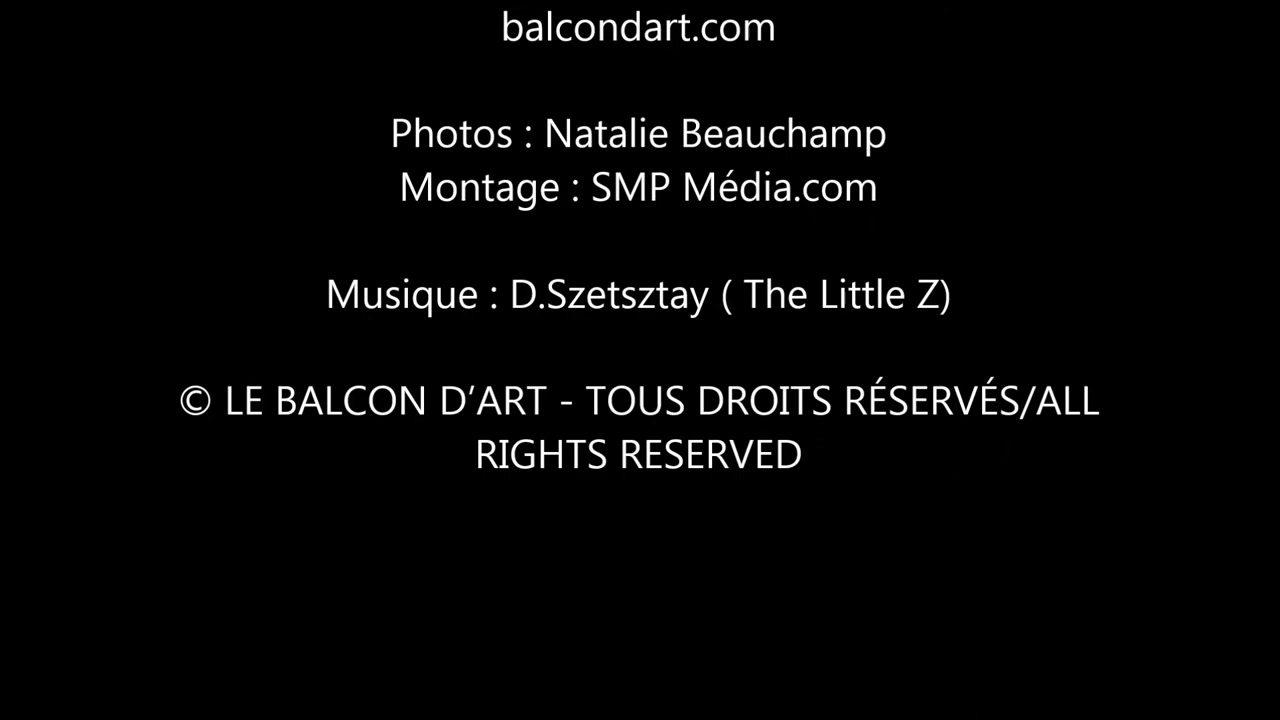 balcondart.com
Photos : Natalie Beauchamp
Montage : SMP Média.com
Musique : D.Szetsztay ( The Little Z)
© LE BALCON D’ART - TOUS DROITS RÉSERVÉS/ALL
RIGHTS RESERVED